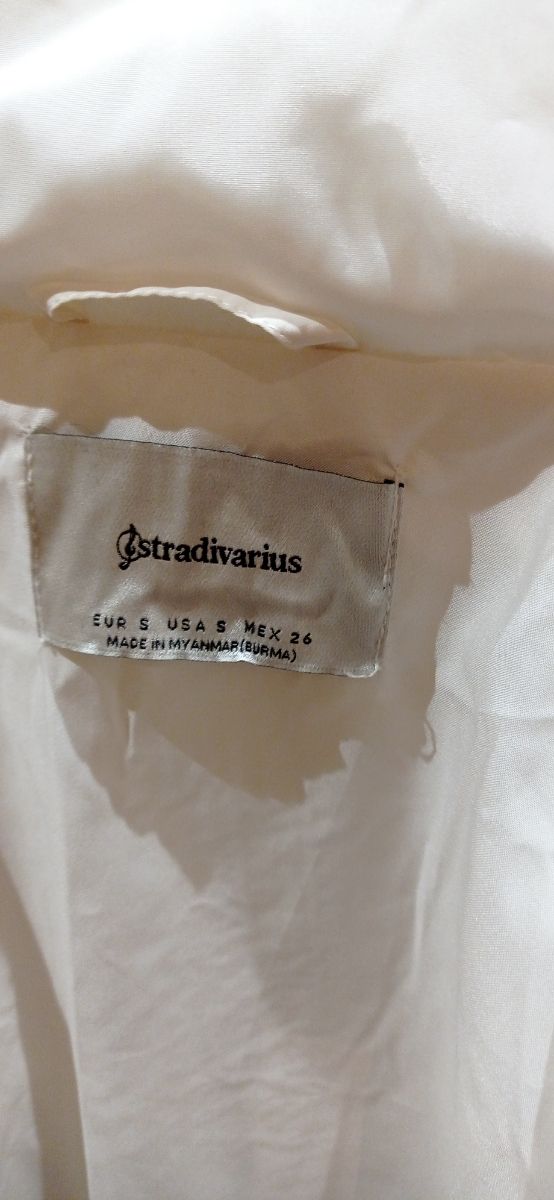 stradivarius
EUR S USA S MEX 26
MADE IN MYANMAR(BURMA)